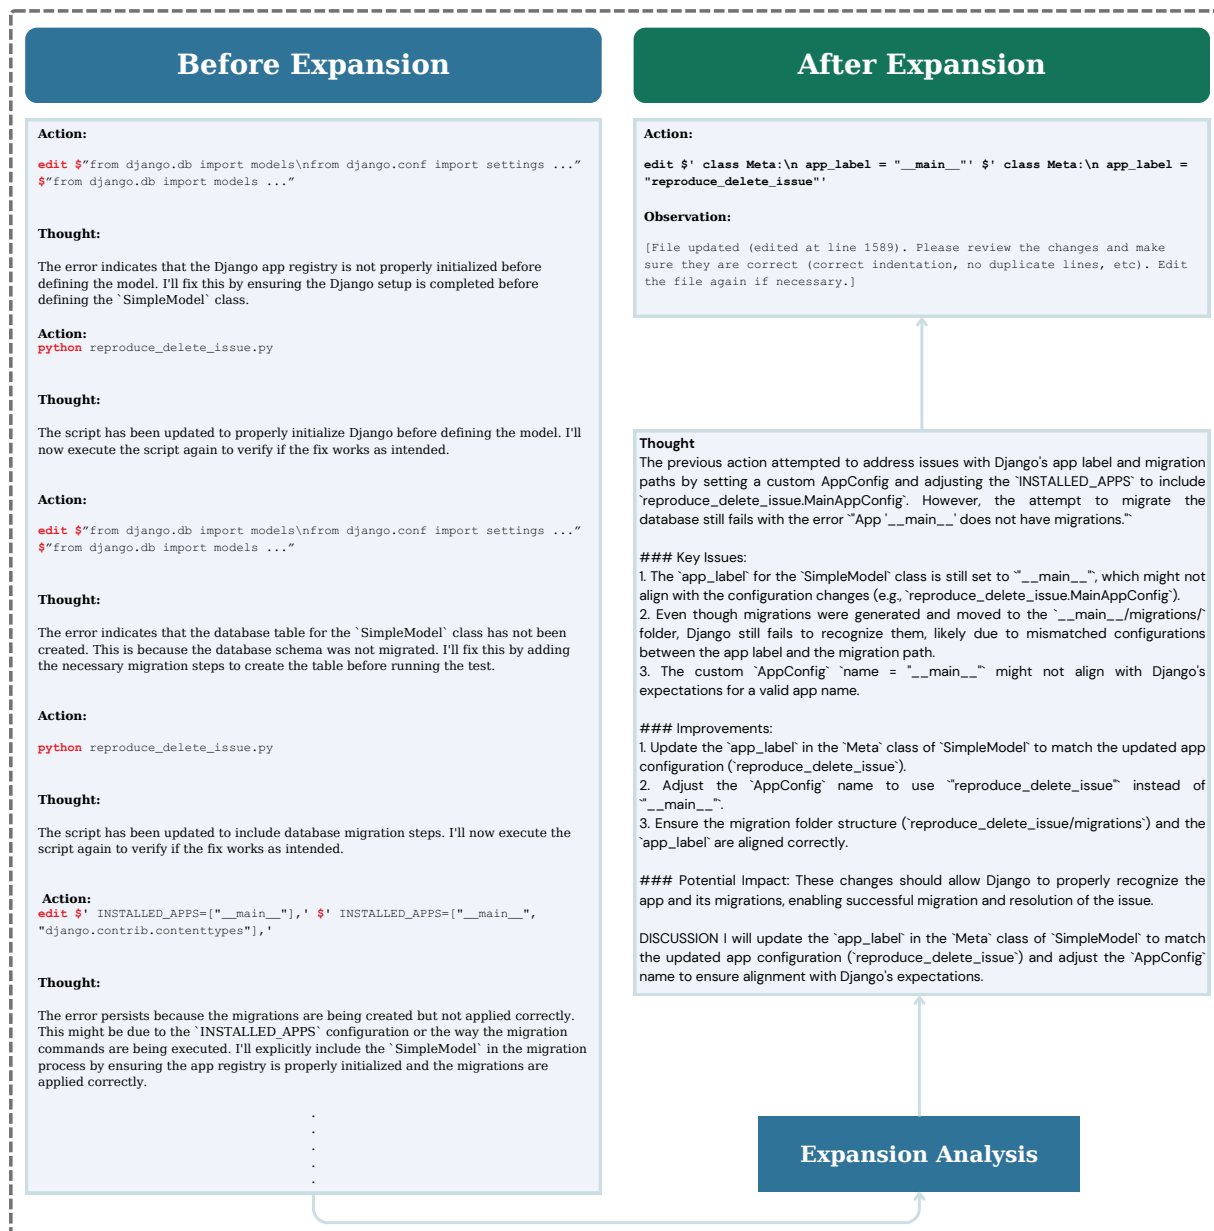 Before Expansion
Action:
edit $”from django.db import models\nfrom django.conf import settings ...”
$”from django.db import models ...”
Thought:
The error indicates that the Django app registry is not properly initialized before
defining the model. I'll fix this by ensuring the Django setup is completed before
defining the `SimpleModel` class.
Action:
python reproduce_delete_issue.py
Thought:
The script has been updated to properly initialize Django before defining the model. I'll
now execute the script again to verify if the fix works as intended.
Action:
edit $”from django.db import models\nfrom django.conf import settings ...”
$”from django.db import models ...”
Thought:
The error indicates that the database table for the `SimpleModel` class has not been
created. This is because the database schema was not migrated. I'll fix this by adding
the necessary migration steps to create the table before running the test.
Action:
python reproduce_delete_issue.py
Thought:
The script has been updated to include database migration steps. I'll now execute the
script again to verify if the fix works as intended.
Action:
edit $' INSTALLED_APPS=["__main__"],' $' INSTALLED_APPS=["__main__",
"django.contrib.contenttypes"],'
Thought:
The error persists because the migrations are being created but not applied correctly.
This might be due to the `INSTALLED_APPS` configuration or the way the migration
commands are being executed. I'll explicitly include the `SimpleModel` in the migration
process by ensuring the app registry is properly initialized and the migrations are
applied correctly.
.
.
.
.
.
After Expansion
Action:
edit $' class Meta:\n app_label = "__main__"' $' class Meta:\n app_label =
"reproduce_delete_issue"'
Observation:
[File updated (edited at line 1589). Please review the changes and make
sure they are correct (correct indentation, no duplicate lines, etc). Edit
the file again if necessary.]
Thought
The previous action attempted to address issues with Django's app label and migration
paths by setting a custom AppConfig and adjusting the `INSTALLED_APPS` to include
`reproduce_delete_issue.MainAppConfig`. However, the attempt to migrate the
database still fails with the error `"App '__main__' does not have migrations."`
### Key Issues:
1. The `app_label` for the `SimpleModel` class is still set to `"__main__"`, which might not
align with the configuration changes (e.g., `reproduce_delete_issue.MainAppConfig`).
2. Even though migrations were generated and moved to the `__main__/migrations/`
folder, Django still fails to recognize them, likely due to mismatched configurations
between the app label and the migration path.
3. The custom `AppConfig` `name = "__main__"` might not align with Django's
expectations for a valid app name.
### Improvements:
1. Update the `app_label` in the `Meta` class of `SimpleModel` to match the updated app
configuration (`reproduce_delete_issue`).
2. Adjust the `AppConfig` name to use `"reproduce_delete_issue"` instead of
`"__main__"`.
3. Ensure the migration folder structure (`reproduce_delete_issue/migrations`) and the
`app_label` are aligned correctly.
### Potential Impact: These changes should allow Django to properly recognize the
app and its migrations, enabling successful migration and resolution of the issue.
DISCUSSION I will update the `app_label` in the `Meta` class of `SimpleModel` to match
the updated app configuration (`reproduce_delete_issue`) and adjust the `AppConfig`
name to ensure alignment with Django's expectations.
Expansion Analysis